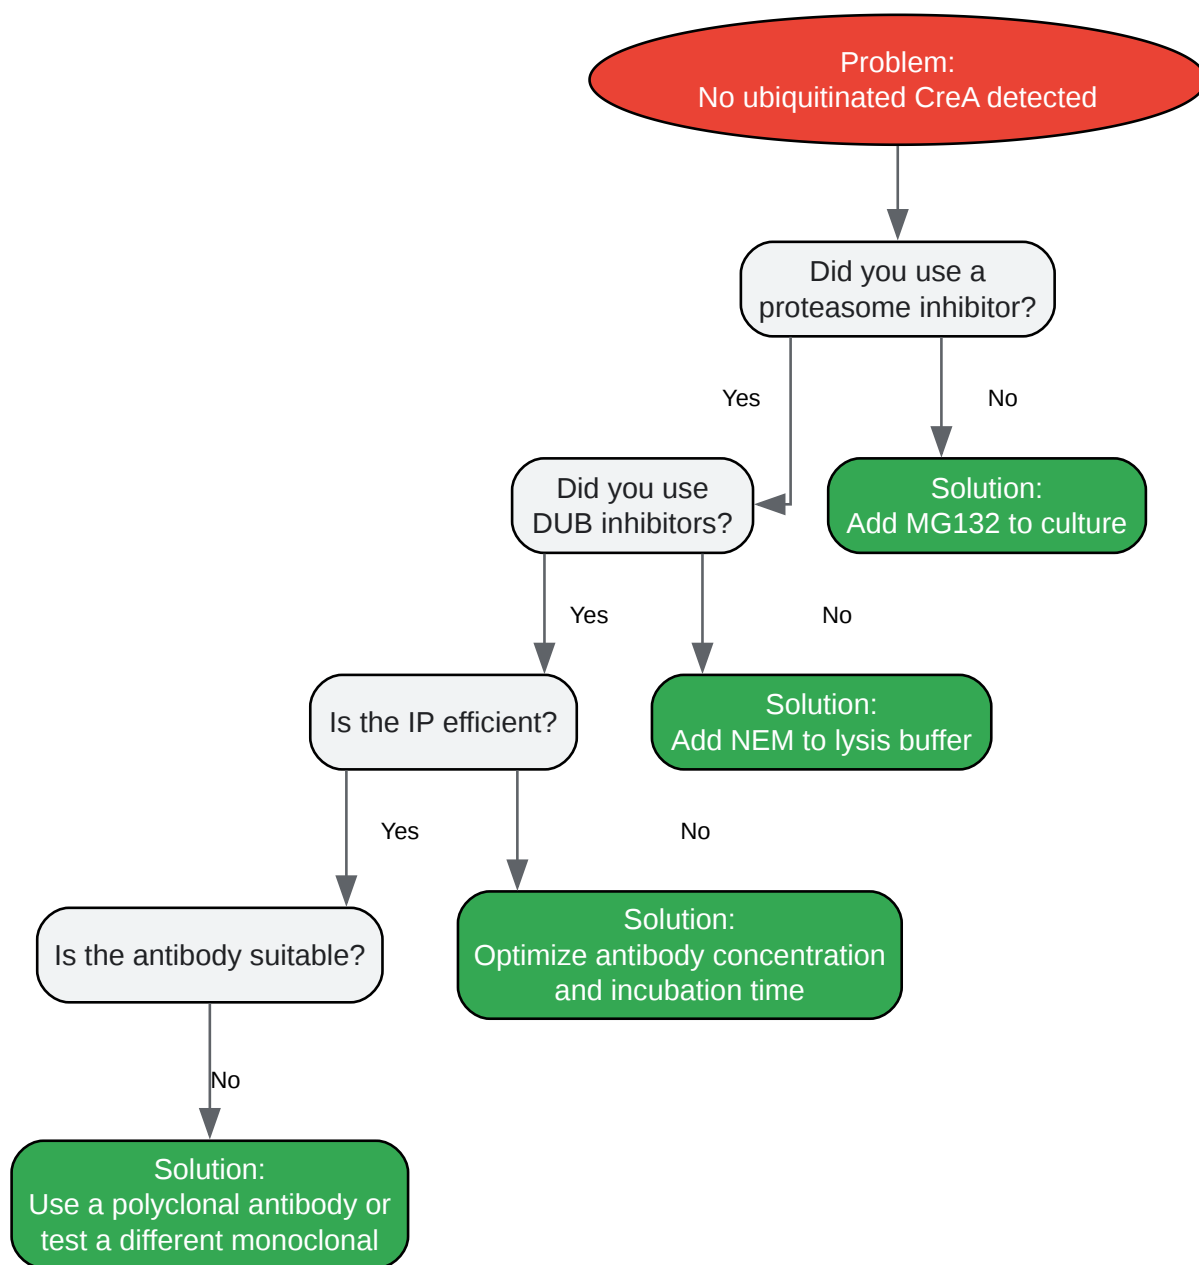 Problem:
No ubiquitinated CreA detected
Did you use a
proteasome inhibitor?
Yes
No
Did you use
DUB inhibitors?
Solution:
Add MG132 to culture
Yes
No
Is the IP efficient?
Solution:
Add NEM to lysis buffer
Yes
No
Is the antibody suitable?
Solution:
Optimize antibody concentration
and incubation time
No
Solution:
Use a polyclonal antibody or
test a different monoclonal